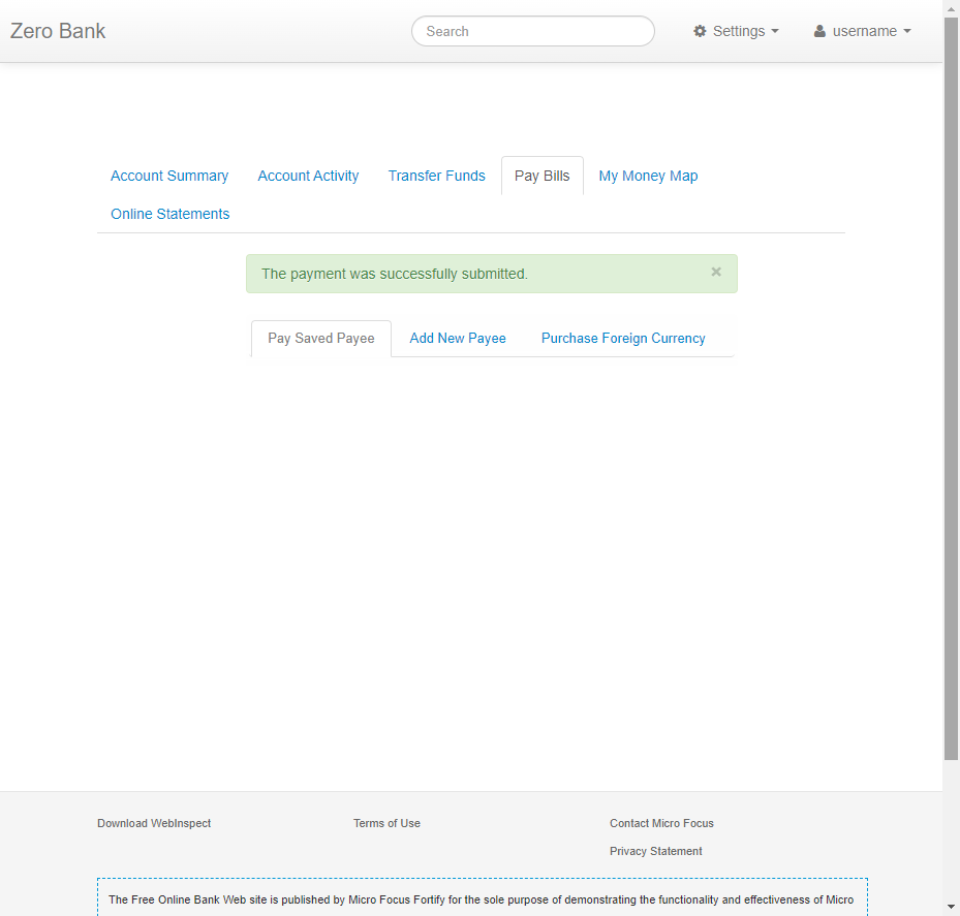 Zero Bank
Search
Settings
username
Account Summary
Account Activity
Transfer Funds
Pay Bills
My Money Map
Online Statements
The payment was successfully submitted.
×
Pay Saved Payee
Add New Payee
Purchase Foreign Currency
Download WebInspect
Terms of Use
Contact Micro Focus
Privacy Statement
The Free Online Bank Web site is published by Micro Focus Fortify for the sole purpose of demonstrating the functionality and effectiveness of Micro